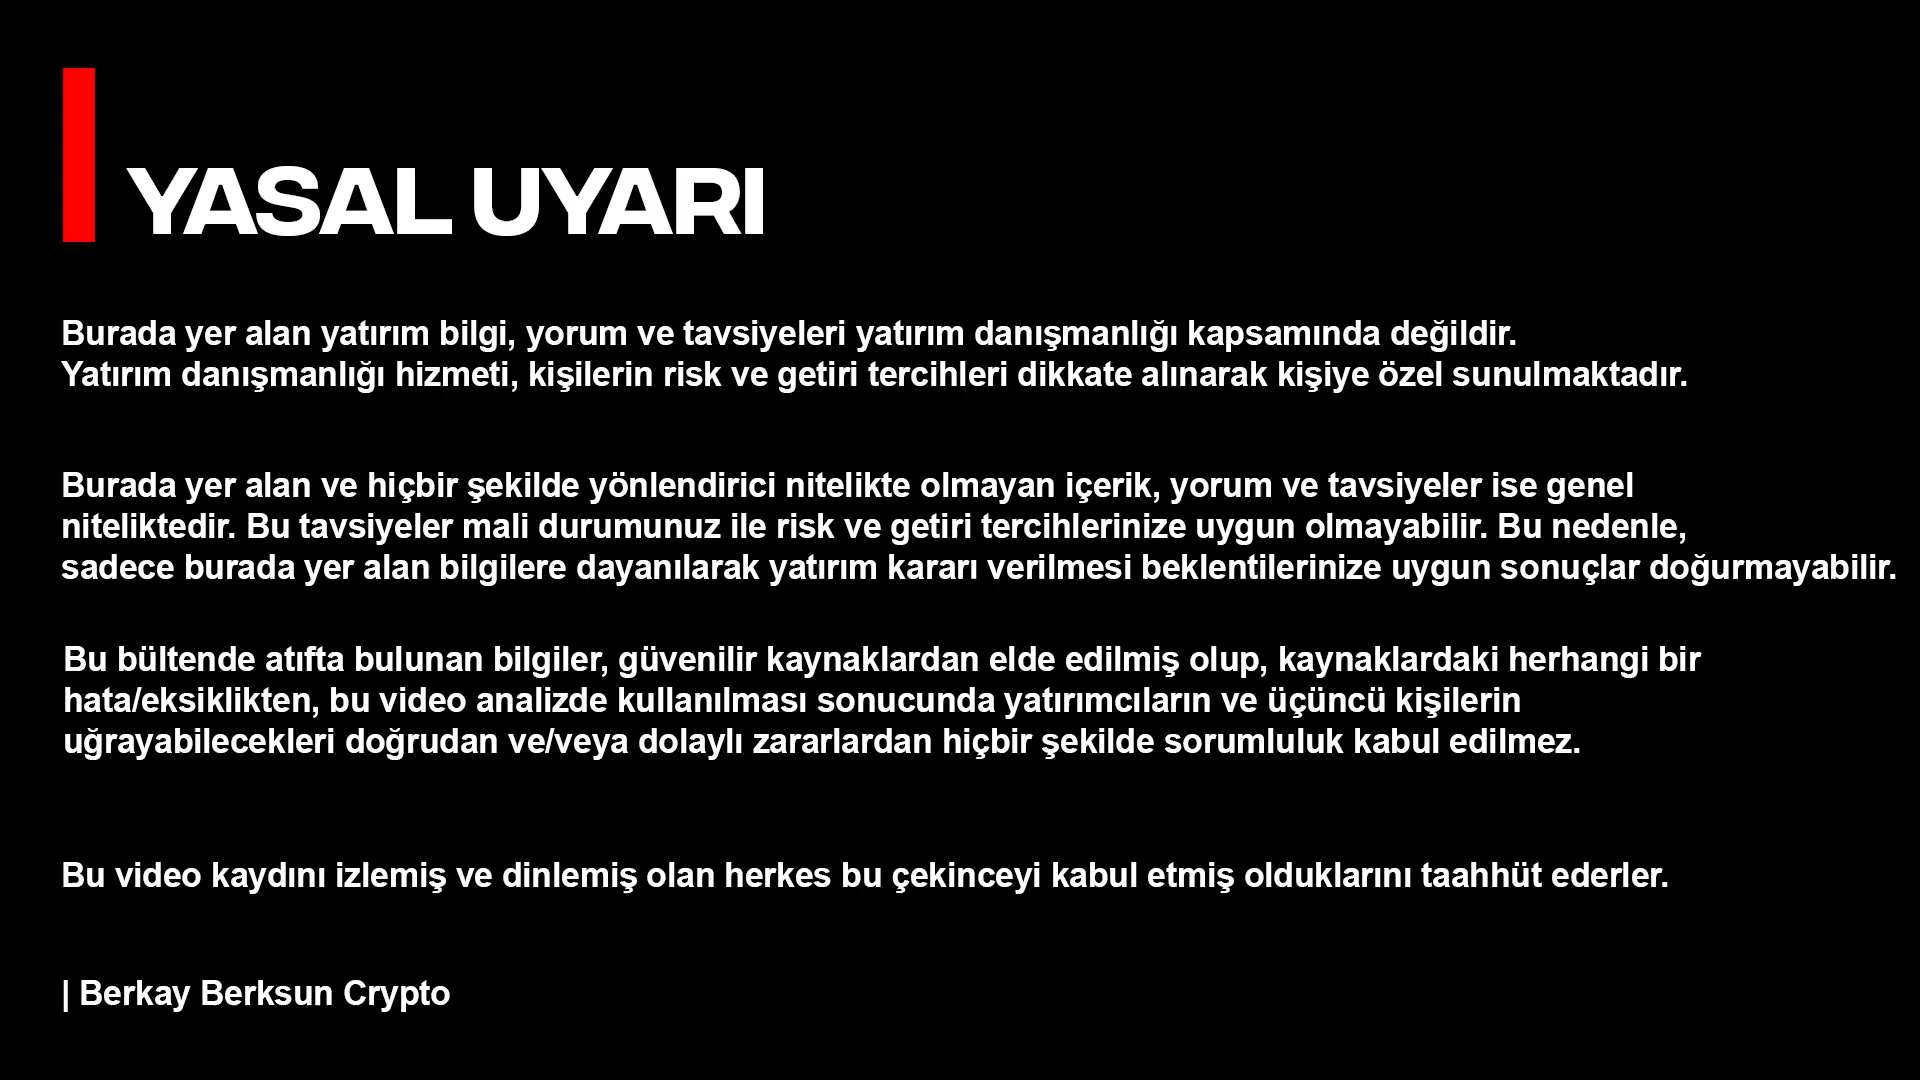 YASAL UYARI
Burada yer alan yatırım bilgi, yorum ve tavsiyeleri yatırım danışmanlığı kapsamında değildir.
Yatırım danışmanlığı hizmeti, kişilerin risk ve getiri tercihleri dikkate alınarak kişiye özel sunulmaktadır.
Burada yer alan ve hiçbir şekilde yönlendirici nitelikte olmayan içerik, yorum ve tavsiyeler ise genel
niteliktedir. Bu tavsiyeler mali durumunuz ile risk ve getiri tercihlerinize uygun olmayabilir. Bu nedenle,
sadece burada yer alan bilgilere dayanılarak yatırım kararı verilmesi beklentilerinize uygun sonuçlar doğurmayabilir.
Bu bültende atıfta bulunan bilgiler, güvenilir kaynaklardan elde edilmiş olup, kaynaklardaki herhangi bir
hata/eksiklikten, bu video analizde kullanılması sonucunda yatırımcıların ve üçüncü kişilerin
uğrayabilecekleri doğrudan ve/veya dolaylı zararlardan hiçbir şekilde sorumluluk kabul edilmez.
Bu video kaydını izlemiş ve dinlemiş olan herkes bu çekinceyi kabul etmiş olduklarını taahhüt ederler.
| Berkay Berksun Crypto